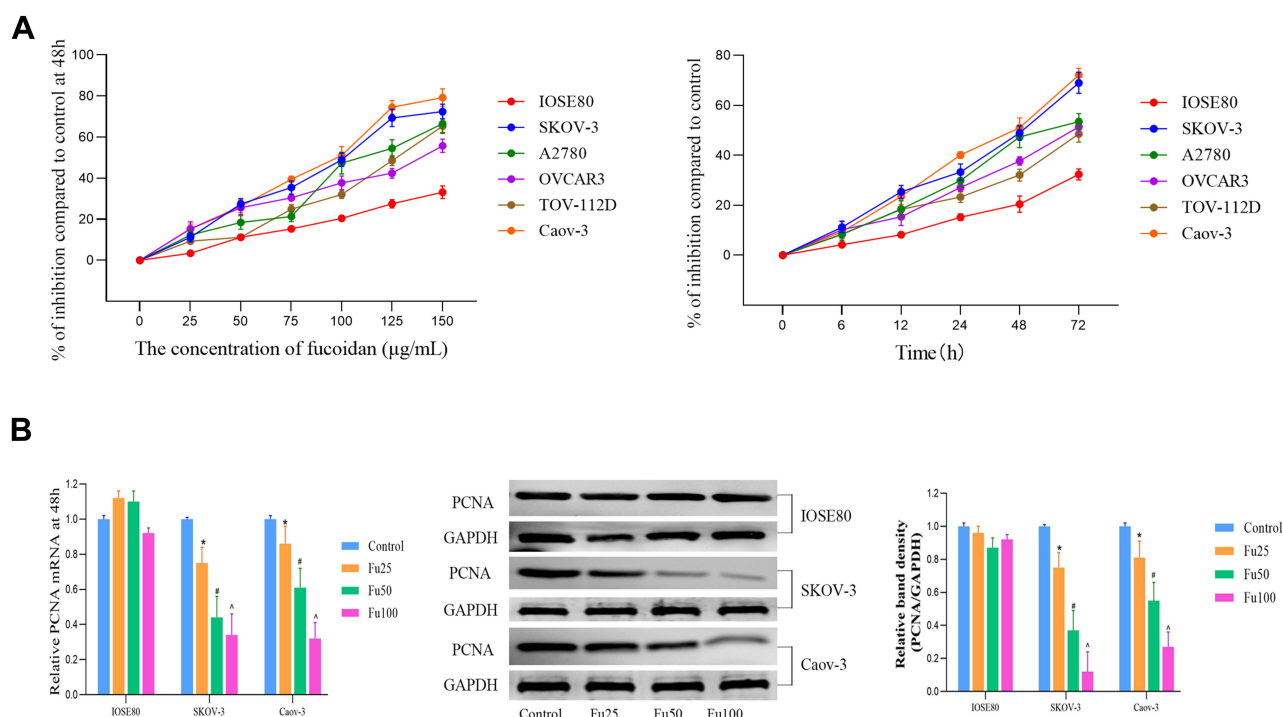 A
% of inhibition compared to control at 48h
100
80
60
40
20
0
0 25 50 75 100 125 150
The concentration of fucoidan (μg/mL)
IOSE80
SKOV-3
A2780
OVCAR3
TOV-112D
Caov-3
% of inhibition compared to control
80
60
40
20
0
0 6 12 24 48 72
Time(h)
IOSE80
SKOV-3
A2780
OVCAR3
TOV-112D
Caov-3
B
Relative PCNA mRNA at 48h
1.2
1.0
0.8
0.6
0.4
0.2
0.0
* # ^ * # ^
IOSE80 SKOV-3 Caov-3
Control
Fu25
Fu50
Fu100
PCNA
GAPDH
IOSE80
PCNA
GAPDH
SKOV-3
PCNA
GAPDH
Caov-3
Control Fu25 Fu50 Fu100
Relative band density
(PCNA/GAPDH)
1.2
1.0
0.8
0.6
0.4
0.2
0.0
* # ^ * # ^
IOSE80 SKOV-3 Caov-3
Control
Fu25
Fu50
Fu100